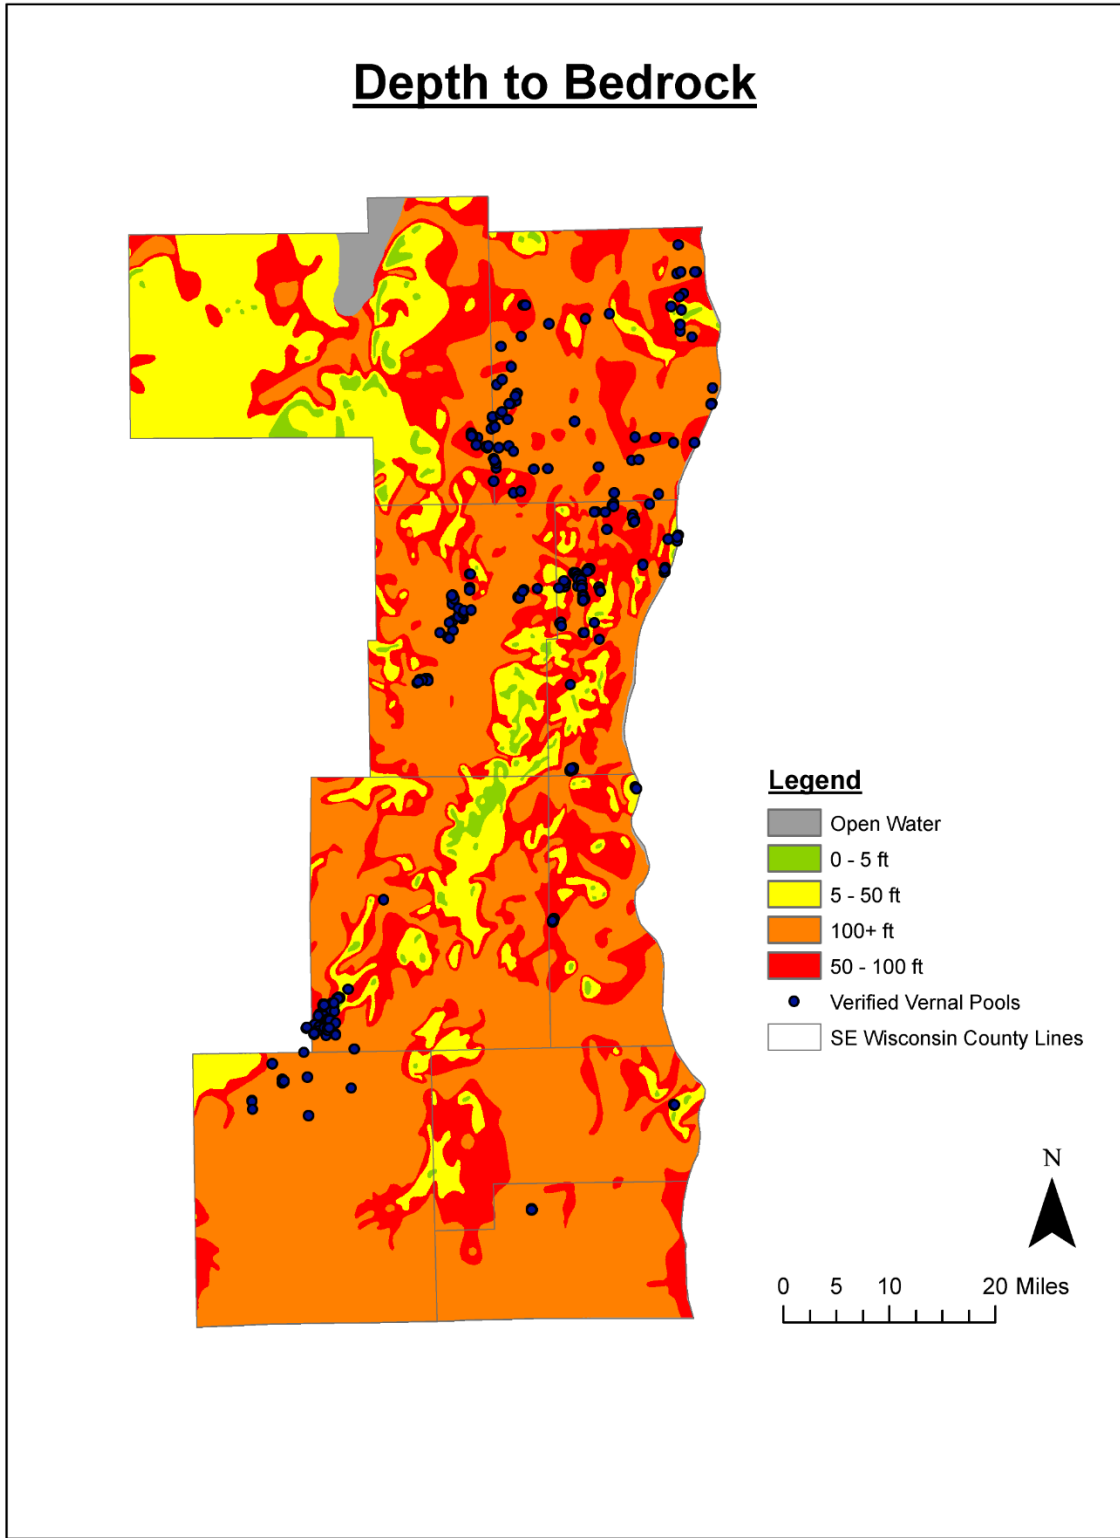 Depth to Bedrock
Legend
Open Water
0 - 5 ft
5 - 50 ft
100+ ft
50 - 100 ft
Verified Vernal Pools
SE Wisconsin County Lines
N
0 5 10 20 Miles